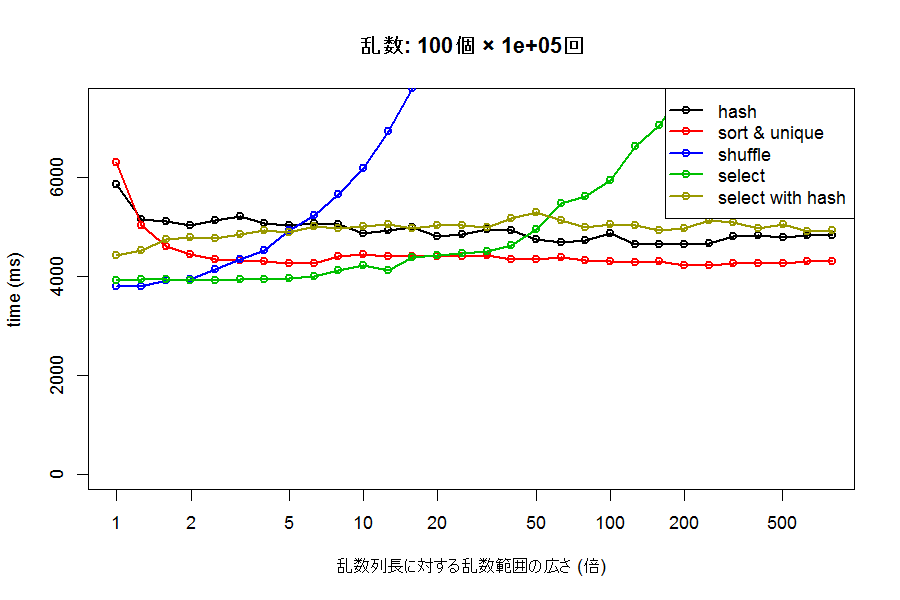 乱数: 100個 × 1e+05回
hash
sort & unique
shuffle
select
select with hash
time (ms)
6000
4000
2000
0
1 2 5 10 20 50 100 200 500
乱数列長に対する乱数範囲の広さ (倍)